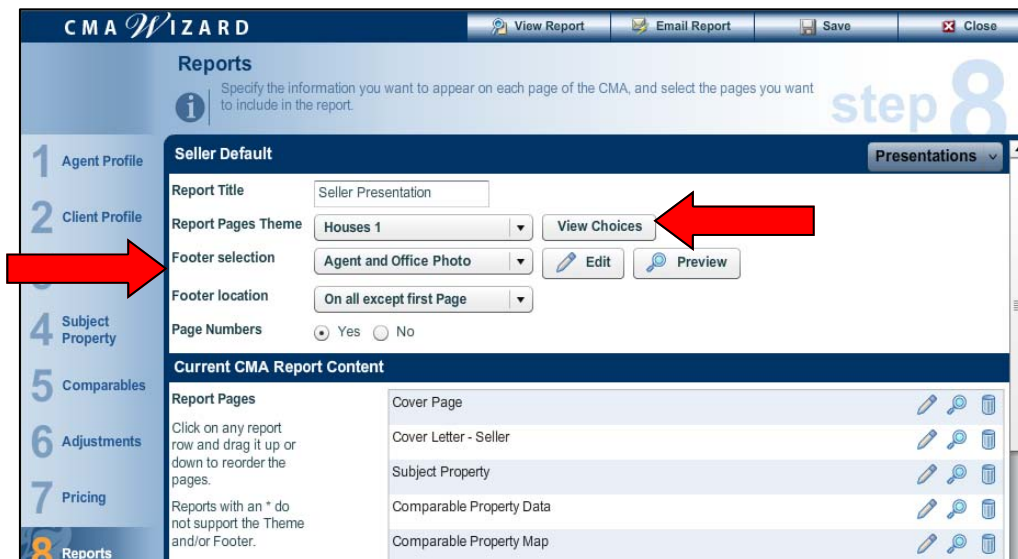 CMA WIZARD
View Report
Email Report
Save
Close
Reports
Specify the information you want to appear on each page of the CMA, and select the pages you want
to include in the report.
step 8
1 Agent Profile
2 Client Profile
4 Subject
Property
5 Comparables
6 Adjustments
7 Pricing
8 Reports
Seller Default
Presentations
Report Title
Seller Presentation
Report Pages Theme
Houses 1
View Choices
Footer selection
Agent and Office Photo
Edit
Preview
Footer location
On all except first Page
Page Numbers
Yes
No
Current CMA Report Content
Report Pages
Click on any report
row and drag it up or
down to reorder the
pages.
Reports with an * do
not support the Theme
and/or Footer.
Cover Page
Cover Letter - Seller
Subject Property
Comparable Property Data
Comparable Property Map